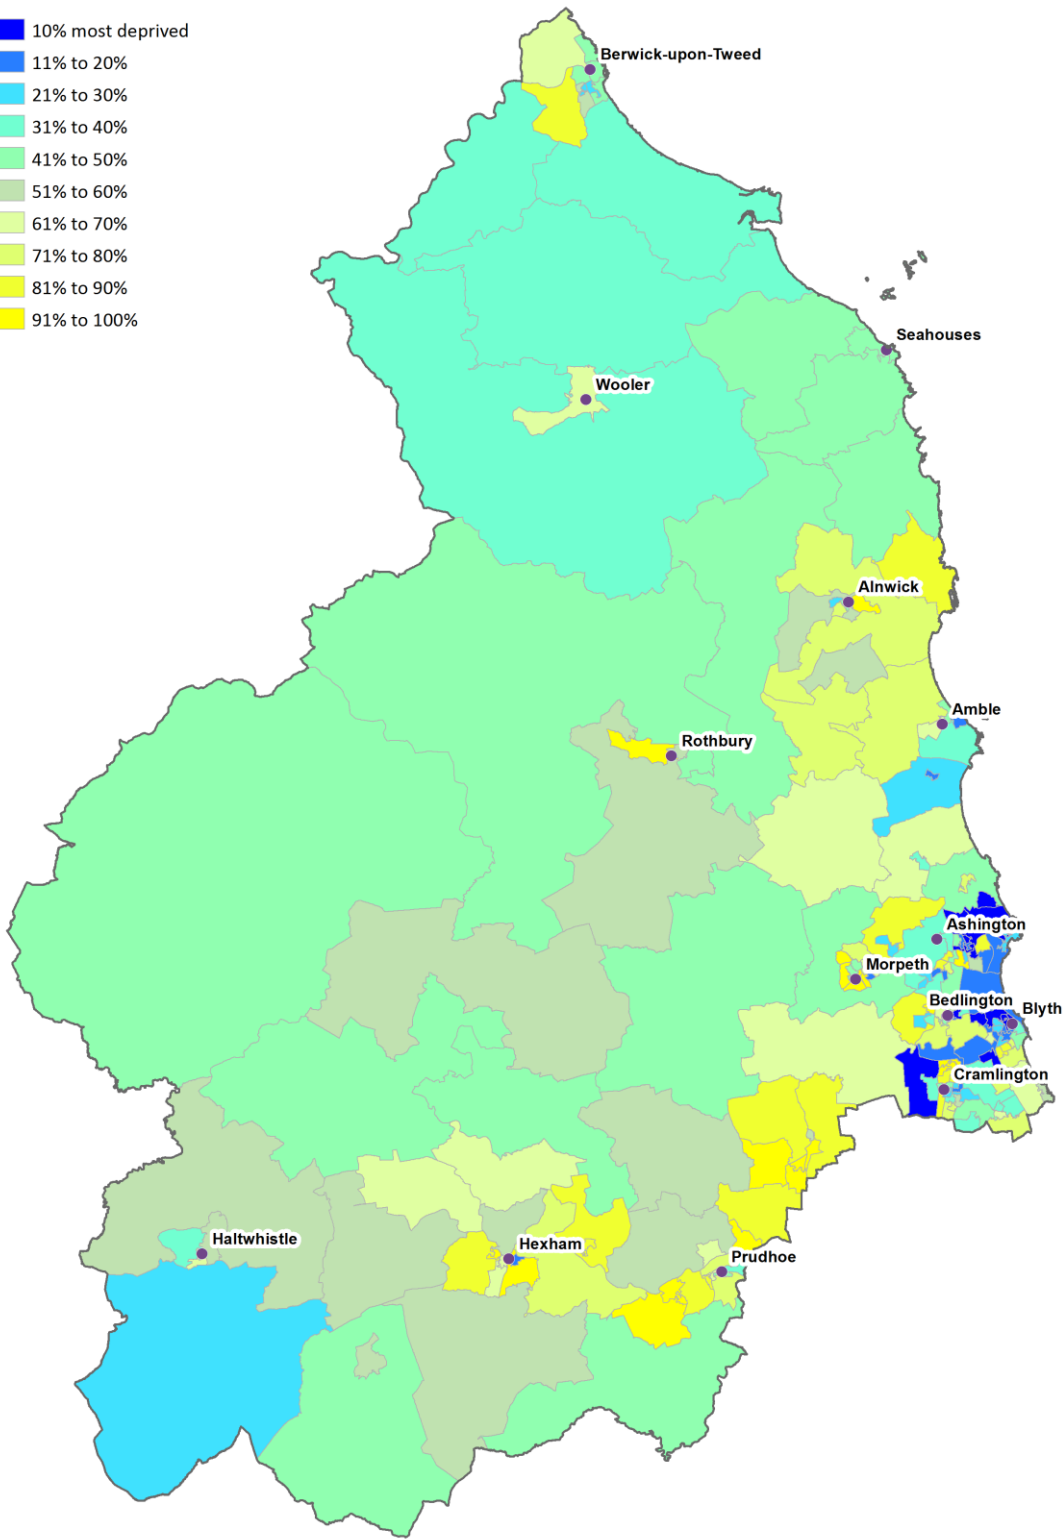 10% most deprived
11% to 20%
21% to 30%
31% to 40%
41% to 50%
51% to 60%
61% to 70%
71% to 80%
81% to 90%
91% to 100%
Berwick-upon-Tweed
Seahouses
Wooler
Alnwick
Amble
Rothbury
Ashington
Morpeth
Bedlington
Blyth
Cramlington
Haltwhistle
Hexham
Prudhoe